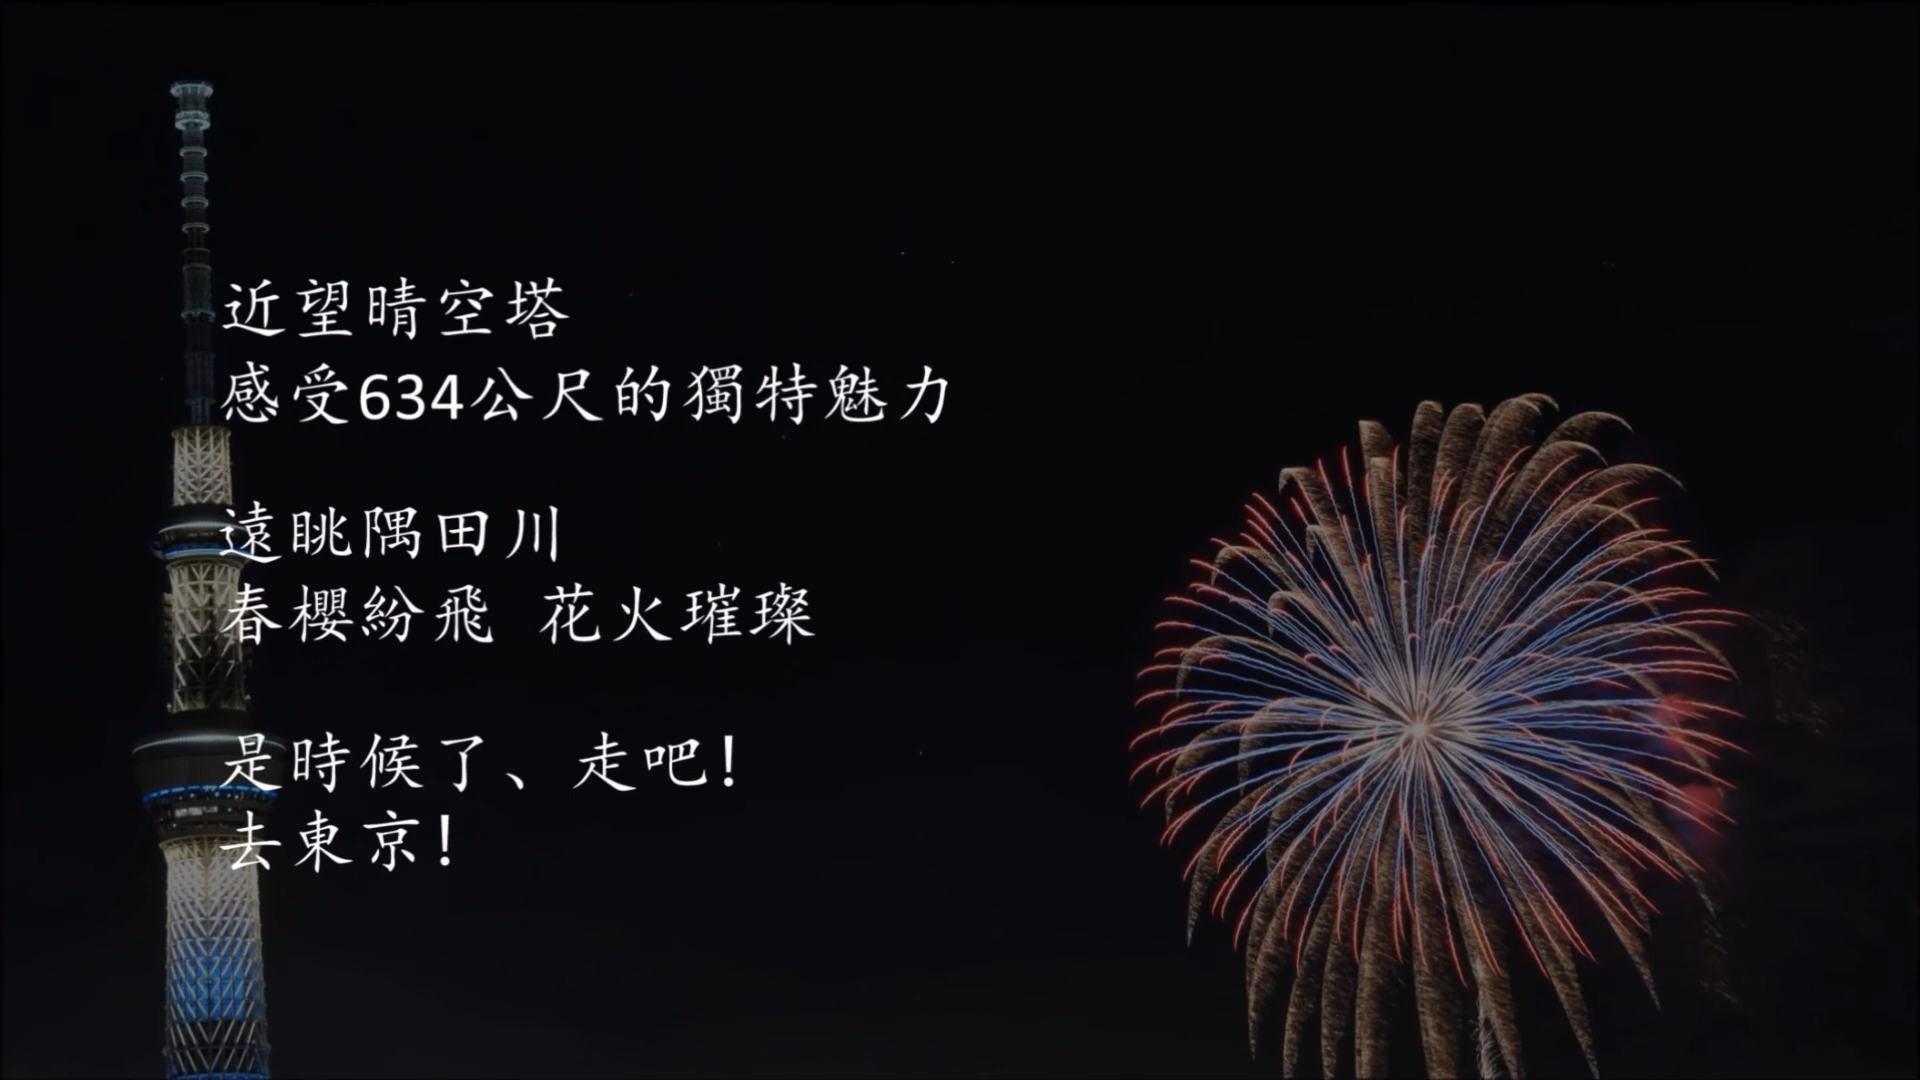 近望晴空塔
感受634公尺的獨特魅力
遠眺隅田川
春櫻紛飛 花火璀璨
是時候了、走吧!
去東京!